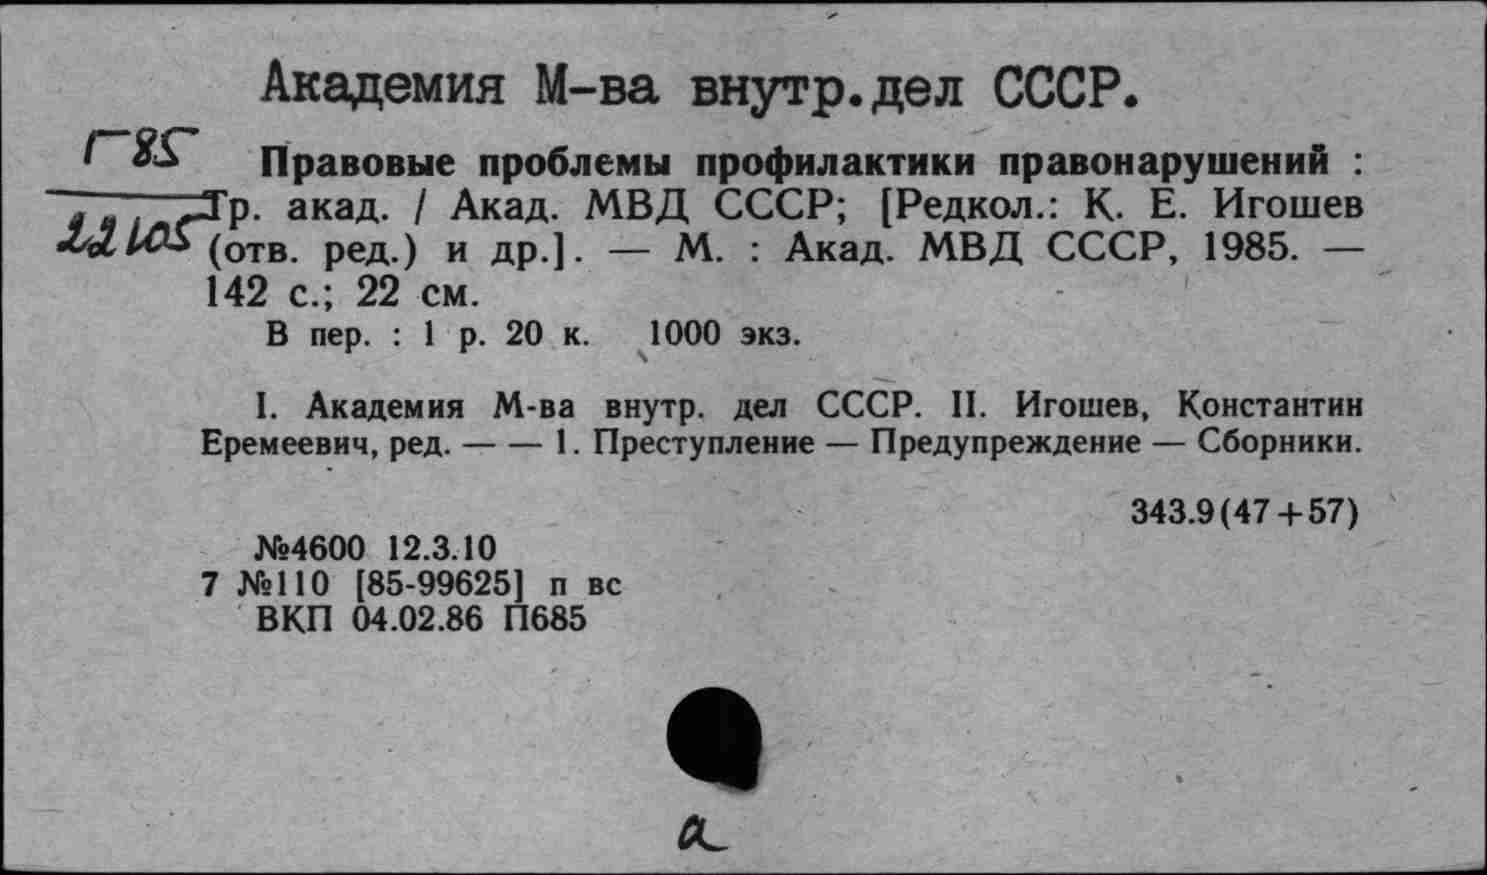 Академия М-ва внутр.дел СССР.
Г85
22105
Правовые проблемы профилактики правонарушений :
Тр. акад. / Акад. МВД СССР; [Редкол.: К. Е. Игошев
(отв. ред.) и др.]. — М. : Акад. МВД СССР, 1985. —
142 с.; 22 см.
В пер. : 1 р. 20 к. 1000 экз.
I. Академия М-ва внутр. дел СССР. II. Игошев, Константин
Еремеевич, ред. — — 1. Преступление — Предупреждение — Сборники.
343.9(47+57)
№4600 12.3.10
7 №110 [85-99625] п вс
ВКП 04.02.86 П685
а